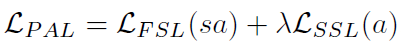 𝓛_{PAL} = 𝓛_{FSL}(sa) + λ𝓛_{SSL}(a)